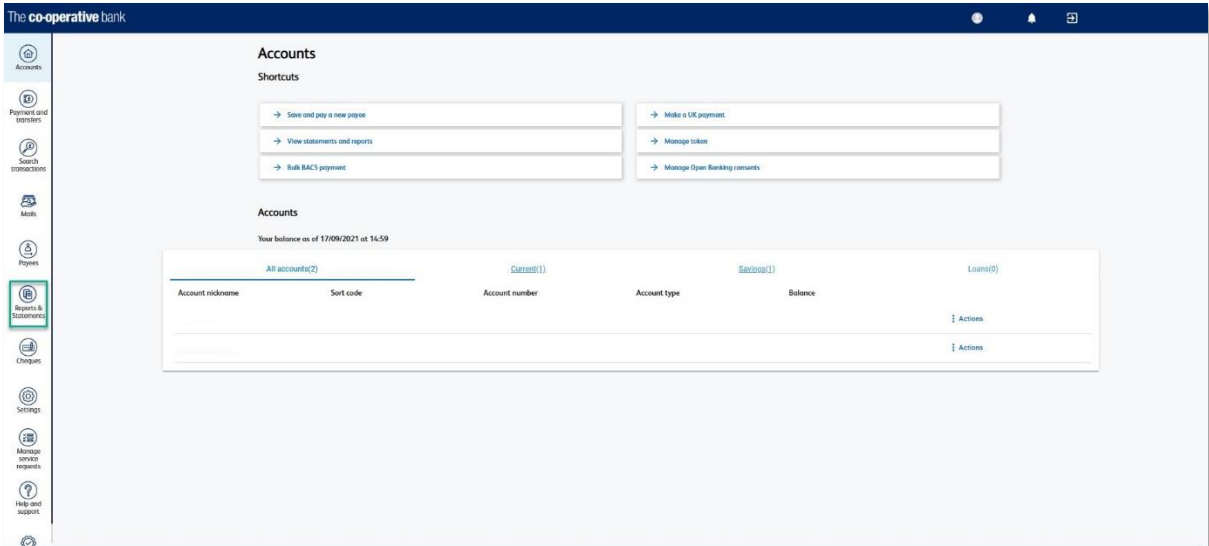 The co-operative bank
Accounts
Payment and
transfers
Search
transactions
Mails
Payees
Reports &
Statements
Cheques
Settings
Manage
service
requests
Help and
support
Accounts
Shortcuts
→ Save and pay a new payee
→ Make a UK payment
→ View statements and reports
→ Manage token
→ Bulk BACS payment
→ Manage Open Banking consents
Accounts
Your balance as of 17/09/2021 at 14:59
All accounts(2) Current(1) Savings(1) Loans(0)
Account nickname Sort code Account number Account type Balance
Actions
Actions